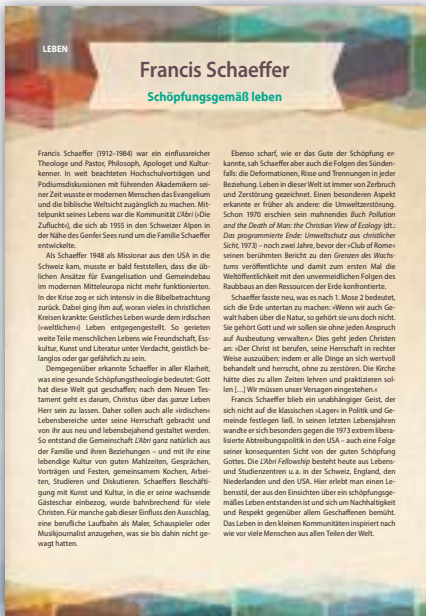 LEBEN
Francis Schaeffer
Schöpfungsgemäß leben
Francis Schaeffer (1912–1984) war ein einflussreicher
Theologe und Pastor, Philosoph, Apologet und Kultur-
kenner. In weit beachteten Hochschulvorträgen und
Podiumsdiskussionen mit führenden Akademikern sei-
ner Zeit wusste er modernen Menschen das Evangelium
und die biblische Weltsicht zugänglich zu machen. Mit-
telpunkt seines Lebens war die Kommunität L'Abri (»Die
Zuflucht«), die sich ab 1955 in den Schweizer Alpen in
der Nähe des Genfer Sees rund um die Familie Schaeffer
entwickelte.
Als Schaeffer 1948 als Missionar aus den USA in die
Schweiz kam, musste er bald feststellen, dass die üb-
lichen Ansätze für Evangelisation und Gemeindebau
im modernen Mitteleuropa nicht mehr funktionierten.
In der Krise zog er sich intensiv in die Bibelbetrachtung
zurück. Dabei ging ihm auf, woran vieles in christlichen
Kreisen krankte: Geistliches Leben wurde dem irdischen
(»weltlichen«) Leben entgegengestellt. So gerieten
weite Teile menschlichen Lebens wie Freundschaft, Ess-
kultur, Kunst und Literatur unter Verdacht, geistlich be-
langlos oder gar gefährlich zu sein.
Demgegenüber erkannte Schaeffer in aller Klarheit,
was eine gesunde Schöpfungstheologie bedeutet: Gott
hat diese Welt gut geschaffen; nach dem Neuen Tes-
tament geht es darum, Christus über das ganze Leben
Herr sein zu lassen. Daher sollen auch alle »irdischen«
Lebensbereiche unter seine Herrschaft gebracht und
von ihr aus neu und lebensbejahend gestaltet werden.
So entstand die Gemeinschaft L'Abri ganz natürlich aus
der Familie und ihren Beziehungen – und mit ihr eine
lebendige Kultur von guten Mahlzeiten, Gesprächen,
Vorträgen und Festen, gemeinsamem Kochen, Arbei-
ten, Studieren und Diskutieren. Schaeffers Beschäfti-
gung mit Kunst und Kultur, in die er seine wachsende
Gästeschar einbezog, wurde bahnbrechend für viele
Christen. Für manche gab dieser Einfluss den Ausschlag,
eine berufliche Laufbahn als Maler, Schauspieler oder
Musikjournalist anzugehen, was sie bis dahin nicht ge-
wagt hatten.
Ebenso scharf, wie er das Gute der Schöpfung er-
kannte, sah Schaeffer aber auch die Folgen des Sünden-
falls: die Deformationen, Risse und Trennungen in jeder
Beziehung. Leben in dieser Welt ist immer von Zerbruch
und Zerstörung gezeichnet. Einen besonderen Aspekt
erkannte er früher als andere: die Umweltzerstörung.
Schon 1970 erschien sein mahnendes Buch Pollution
and the Death of Man: the Christian View of Ecology (dt.:
Das programmierte Ende: Umweltschutz aus christlicher
Sicht, 1973) – noch zwei Jahre, bevor der »Club of Rome«
seinen berühmten Bericht zu den Grenzen des Wachs-
tums veröffentlichte und damit zum ersten Mal die
Weltöffentlichkeit mit den unvermeidlichen Folgen des
Raubbaus an den Ressourcen der Erde konfrontierte.
Schaeffer fasste neu, was es nach 1. Mose 2 bedeutet,
sich die Erde untertan zu machen: »Wenn wir auch Ge-
walt haben über die Natur, so gehört sie uns doch nicht.
Sie gehört Gott und wir sollen sie ohne jeden Anspruch
auf Ausbeutung verwalten.« Dies geht jeden Christen
an: »Der Christ ist berufen, seine Herrschaft in rechter
Weise auszuüben: indem er alle Dinge an sich wertvoll
behandelt und herrscht, ohne zu zerstören. Die Kirche
hätte dies zu allen Zeiten lehren und praktizieren sol-
len […] Wir müssen unser Versagen eingestehen.«
Francis Schaeffer blieb ein unabhängiger Geist, der
sich nicht auf die klassischen »Lager« in Politik und Ge-
meinde festlegen ließ. In seinen letzten Lebensjahren
wandte er sich besonders gegen die 1973 extrem libera-
lisierte Abtreibungspolitik in den USA – auch eine Folge
seiner konsequenten Sicht von der guten Schöpfung
Gottes. Die L'Abri Fellowship besteht heute aus Lebens-
und Studienzentren u. a. in der Schweiz, England, den
Niederlanden und den USA. Hier erlebt man einen Le-
bensstil, der aus den Einsichten über ein schöpfungsge-
mäßes Leben entstanden ist und sich um Nachhaltigkeit
und Respekt gegenüber allem Geschaffenen bemüht.
Das Leben in den kleinen Kommunitäten inspiriert nach
wie vor viele Menschen aus allen Teilen der Welt.